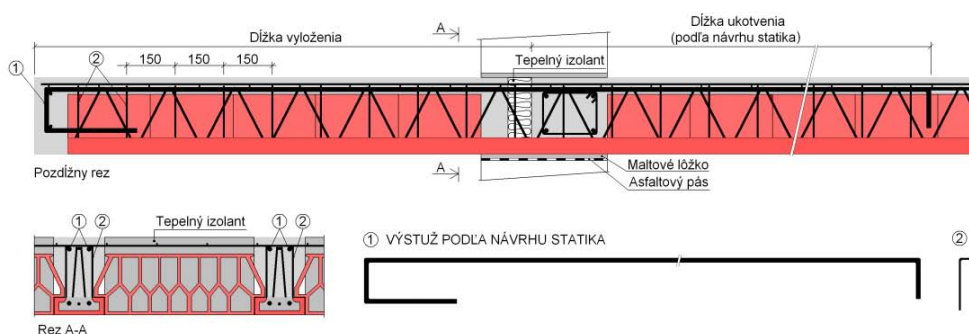 A
Dĺžka vyloženia
Dĺžka ukotvenia
(podľa návrhu statika)
Tepelný izolant
1
2
150
150
150
A
Maltové lôžko
Asfaltový pás
Pozdĺžny rez
1
2
Tepelný izolant
1
2
1 VÝSTUŽ PODĽA NÁVRHU STATIKA
2
Rez A-A